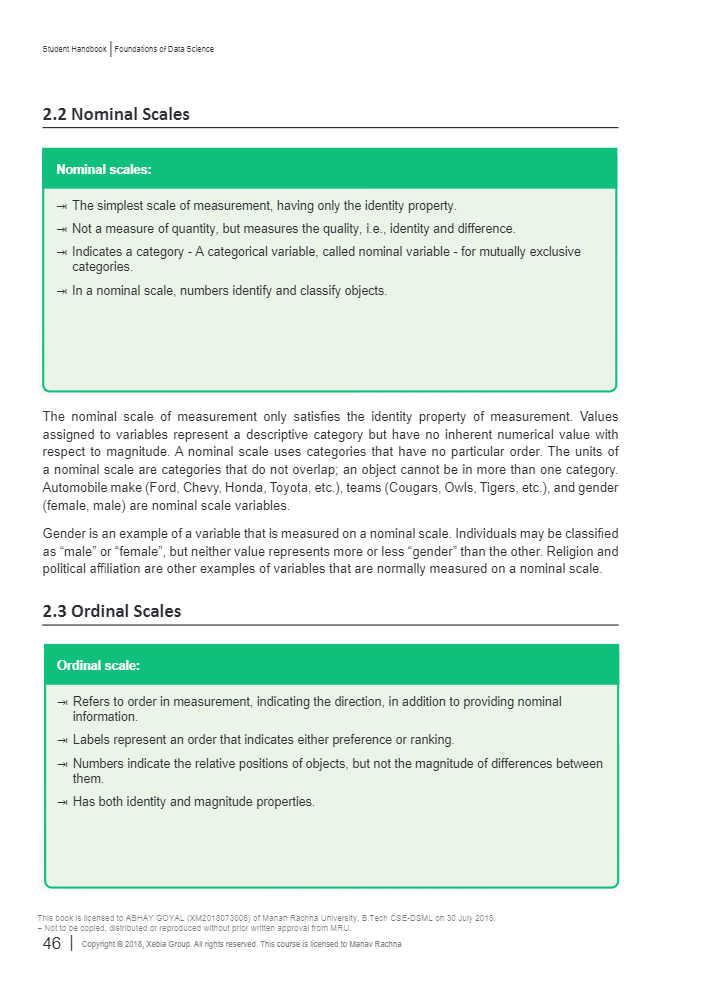 Student Handbook | Foundations of Data Science
2.2 Nominal Scales
Nominal scales:
⇥ The simplest scale of measurement, having only the identity property.
⇥ Not a measure of quantity, but measures the quality, i.e., identity and difference.
⇥ Indicates a category - A categorical variable, called nominal variable - for mutually exclusive
categories.
⇥ In a nominal scale, numbers identify and classify objects.
The nominal scale of measurement only satisfies the identity property of measurement. Values
assigned to variables represent a descriptive category but have no inherent numerical value with
respect to magnitude. A nominal scale uses categories that have no particular order. The units of
a nominal scale are categories that do not overlap; an object cannot be in more than one category.
Automobile make (Ford, Chevy, Honda, Toyota, etc.), teams (Cougars, Owls, Tigers, etc.), and gender
(female, male) are nominal scale variables.
Gender is an example of a variable that is measured on a nominal scale. Individuals may be classified
as “male” or “female”, but neither value represents more or less “gender” than the other. Religion and
political affiliation are other examples of variables that are normally measured on a nominal scale.
2.3 Ordinal Scales
Ordinal scale:
⇥ Refers to order in measurement, indicating the direction, in addition to providing nominal
information.
⇥ Labels represent an order that indicates either preference or ranking.
⇥ Numbers indicate the relative positions of objects, but not the magnitude of differences between
them.
⇥ Has both identity and magnitude properties.
This book is licensed to ABHAY GOYAL (XM2018073006) of Manan Rachna University, B.Tech CSE-DSML on 30 July 2018.
– Not to be copied, distributed or reproduced without prior written approval from MRU.
46 | Copyright © 2018, Xebia Group. All rights reserved. This course is licensed to Manav Rachna